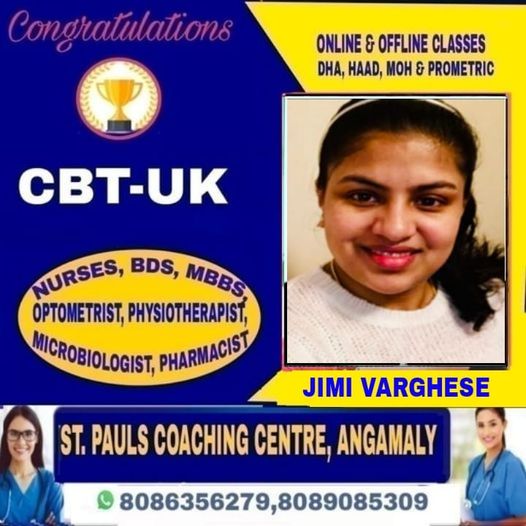 Congratulations
ONLINE & OFFLINE CLASSES
DHA, HAAD, MOH & PROMETRIC
CBT-UK
NURSES, BDS, MBBS,
OPTOMETRIST, PHYSIOTHERAPIST,
MICROBIOLOGIST, PHARMACIST
JIMI VARGHESE
ST. PAULS COACHING CENTRE, ANGAMALY
8086356279,8089085309